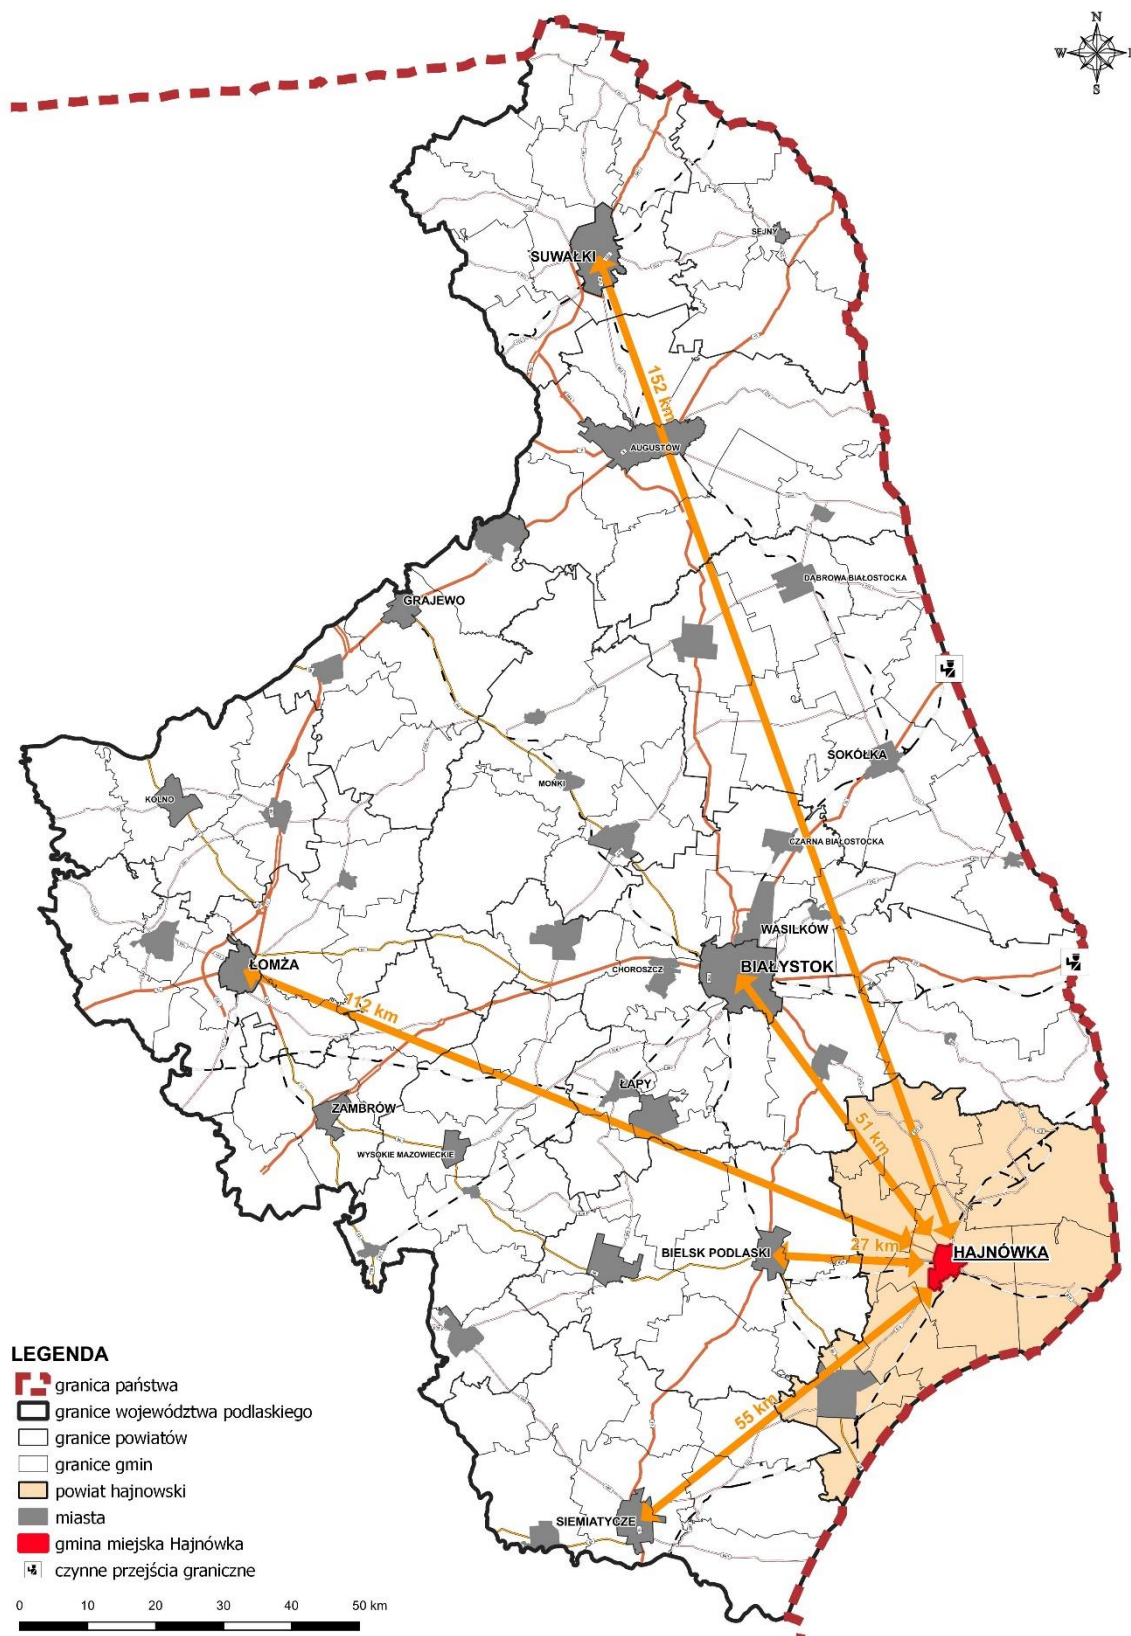 N
W
S
SUWAŁKI
SEJNY
152 km
AUGUSTÓW
DĄBROWA BIAŁOSTOCKA
GRAJEWO
SOKÓŁKA
MOŃKI
KOLNO
CZARNA BIAŁOSTOCKA
WASILKÓW
ŁOMŻA
CHOROSZCZ
BIAŁYSTOK
112 km
ŁAPY
ZAMBRÓW
51 km
WYSOKIE MAZOWIECKIE
BIELSK PODLASKI
27 km
HAJNÓWKA
55 km
SIEMIATYCZE
LEGENDA
granica państwa
granice województwa podlaskiego
granice powiatów
granice gmin
powiat hajnowski
miasta
gmina miejska Hajnówka
czynne przejścia graniczne
0 10 20 30 40 50 km